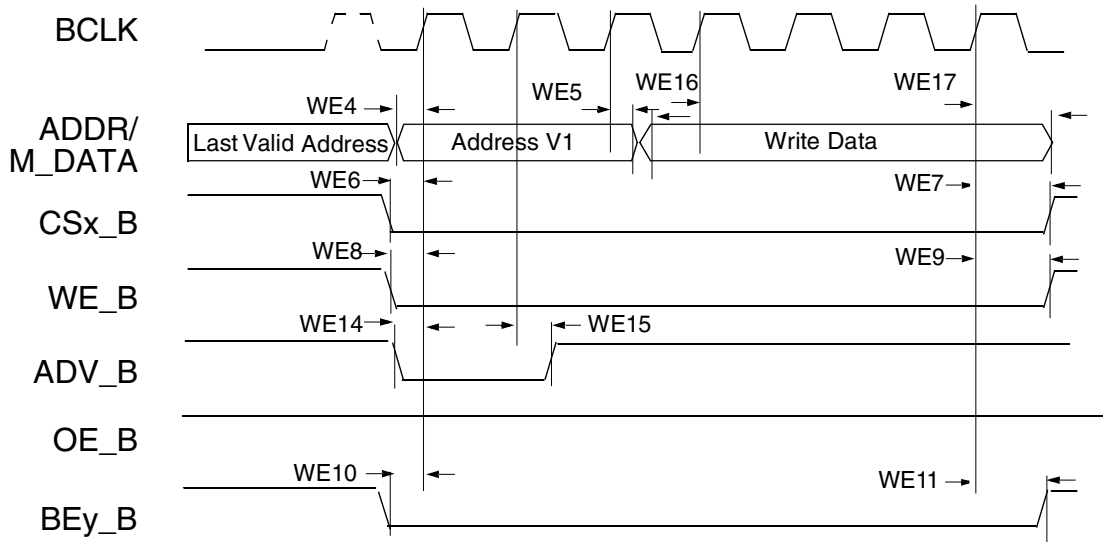 BCLK
WE4
WE5
WE16
WE17
ADDR/
M_DATA
Last Valid Address
Address V1
Write Data
WE6
WE7
CSx_B
WE8
WE9
WE_B
WE14
WE15
ADV_B
OE_B
WE10
WE11
BEy_B